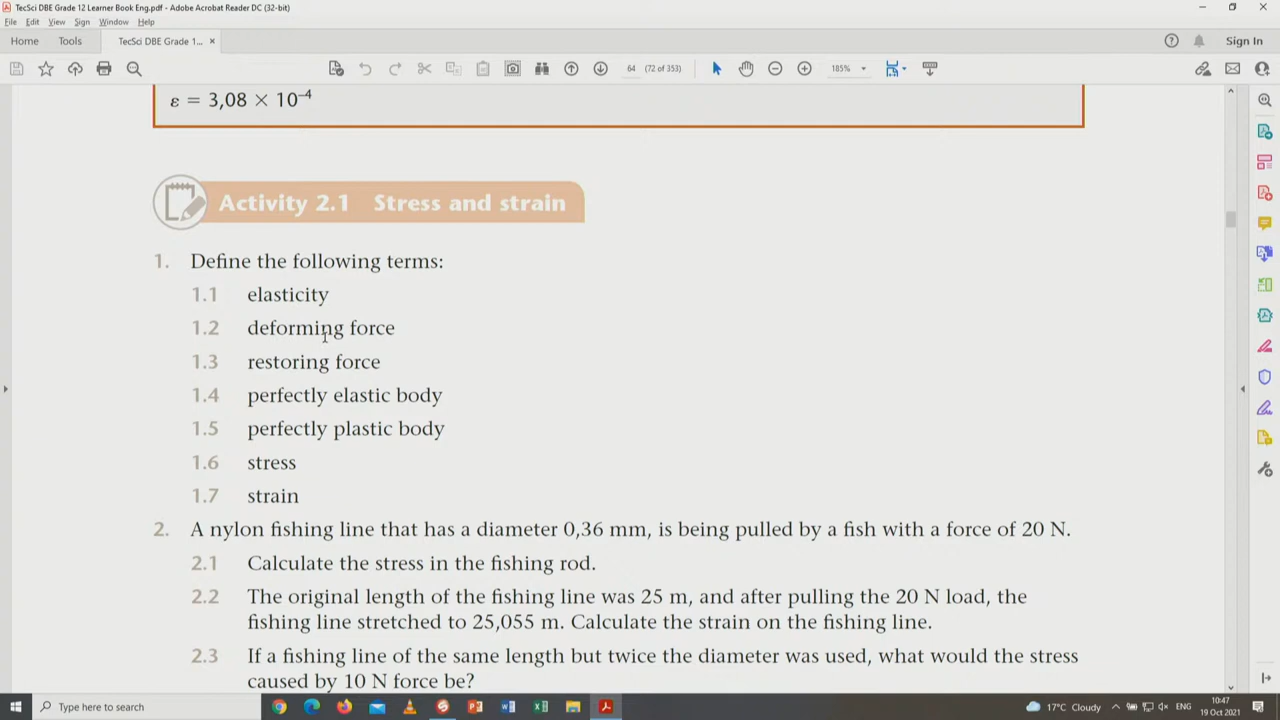 TecSci DBE Grade 12 Learner Book Eng.pdf - Adobe Acrobat Reader DC (32-bit)
File Edit View Sign Window Help
Home Tools TecSci DBE Grade 1... × Sign In
64 (72 of 353) 185%
ε = 3,08 × 10⁻⁴
Activity 2.1 Stress and strain
1. Define the following terms:
1.1 elasticity
1.2 deforming force
1.3 restoring force
1.4 perfectly elastic body
1.5 perfectly plastic body
1.6 stress
1.7 strain
2. A nylon fishing line that has a diameter 0,36 mm, is being pulled by a fish with a force of 20 N.
2.1 Calculate the stress in the fishing rod.
2.2 The original length of the fishing line was 25 m, and after pulling the 20 N load, the
fishing line stretched to 25,055 m. Calculate the strain on the fishing line.
2.3 If a fishing line of the same length but twice the diameter was used, what would the stress
caused by 10 N force be?
Type here to search 17°C Cloudy ENG 10:47
19 Oct 2021